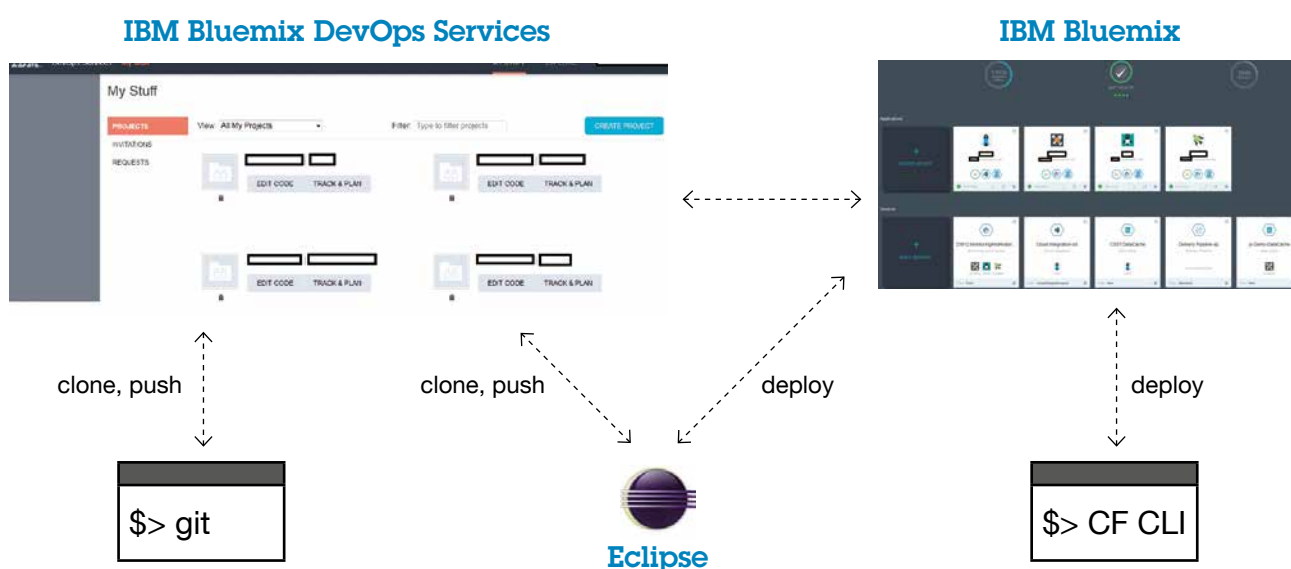 IBM Bluemix DevOps Services
IBM Bluemix
My Stuff
PROJECTS
INVITATIONS
REQUESTS
View: All My Projects
Filter: Type to filter projects
CREATE PROJECT
EDIT CODE TRACK & PLAN
EDIT CODE TRACK & PLAN
EDIT CODE TRACK & PLAN
EDIT CODE TRACK & PLAN
clone, push
clone, push
deploy
deploy
$> git
Eclipse
$> CF CLI